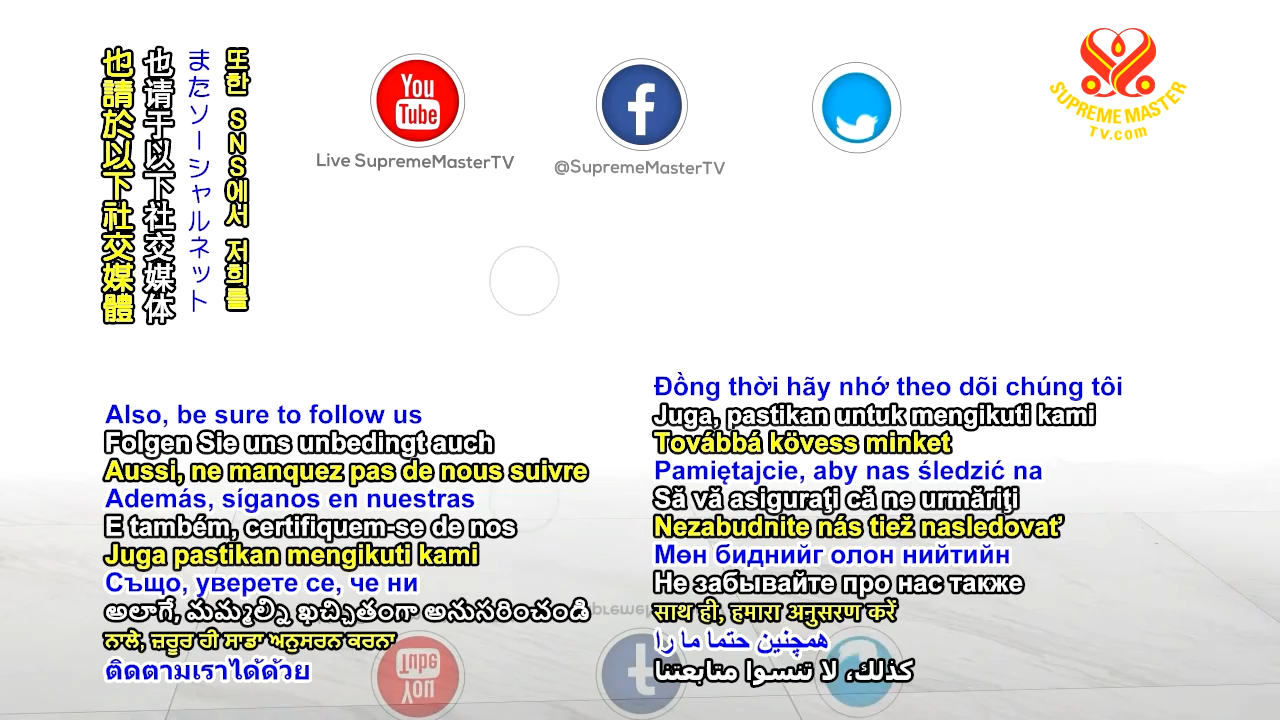 也請於以下社交媒體
也请于以下社交媒体
またソーシャルネット
또한 SNS에서 저희를
You
Tube
Live SupremeMasterTV
@SupremeMasterTV
SUPREME MASTER
TV.com
Also, be sure to follow us
Folgen Sie uns unbedingt auch
Aussi, ne manquez pas de nous suivre
Además, síganos en nuestras
E também, certifiquem-se de nos
Juga pastikan mengikuti kami
Също, уверете се, че ни
అలాగే, మమ్మల్ని ఖచ్చితంగా అనుసరించండి
ਨਾਲੇ, ਜ਼ਰੂਰ ਹੀ ਸਾਡਾ ਅਨੁਸਰਨ ਕਰਨਾ
ติดตามเราได้ด้วย
Đồng thời hãy nhớ theo dõi chúng tôi
Juga, pastikan untuk mengikuti kami
Továbbá kövess minket
Pamiętajcie, aby nas śledzić na
Să vă asiguraţi că ne urmăriţi
Nezabudnite nás tiež nasledovať
Мөн биднийг олон нийтийн
Не забывайте про нас также
साथ ही, हमारा अनुसरण करें
همچنین حتما ما را
كذلك، لا تنسوا متابعتنا